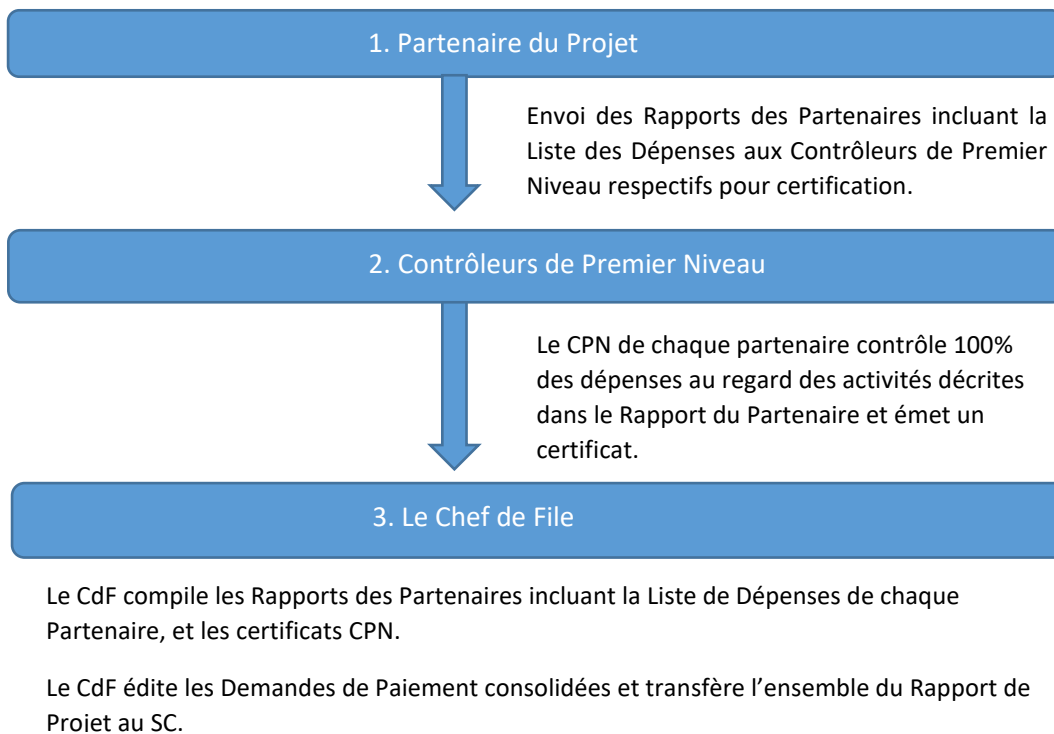 1. Partenaire du Projet
Envoi des Rapports des Partenaires incluant la
Liste des Dépenses aux Contrôleurs de Premier
Niveau respectifs pour certification.
2. Contrôleurs de Premier Niveau
Le CPN de chaque partenaire contrôle 100%
des dépenses au regard des activités décrites
dans le Rapport du Partenaire et émet un
certificat.
3. Le Chef de File
Le CdF compile les Rapports des Partenaires incluant la Liste de Dépenses de chaque
Partenaire, et les certificats CPN.
Le CdF édite les Demandes de Paiement consolidées et transfère l’ensemble du Rapport de
Projet au SC.